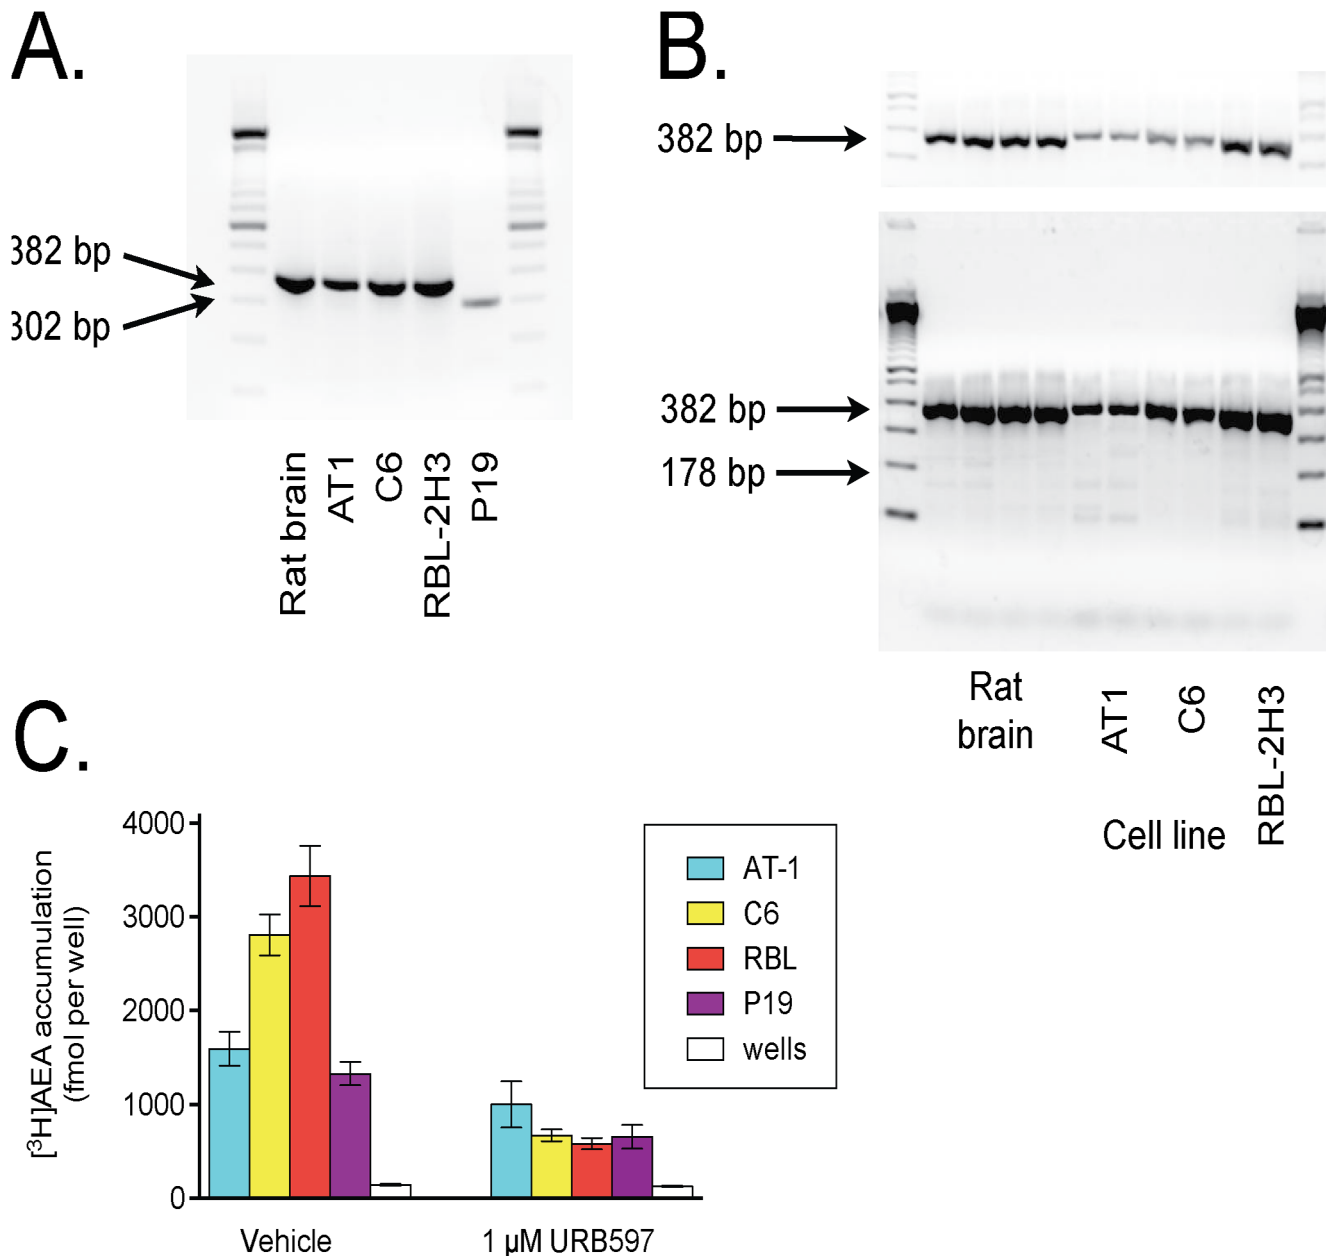 A.
382 bp
302 bp
Rat brain
AT1
C6
RBL-2H3
P19
B.
382 bp
382 bp
178 bp
Rat
brain
AT1
C6
RBL-2H3
Cell line
C.
[³H]AEA accumulation
(fmol per well)
4000
3000
2000
1000
0
Vehicle
1 µM URB597
AT-1
C6
RBL
P19
wells